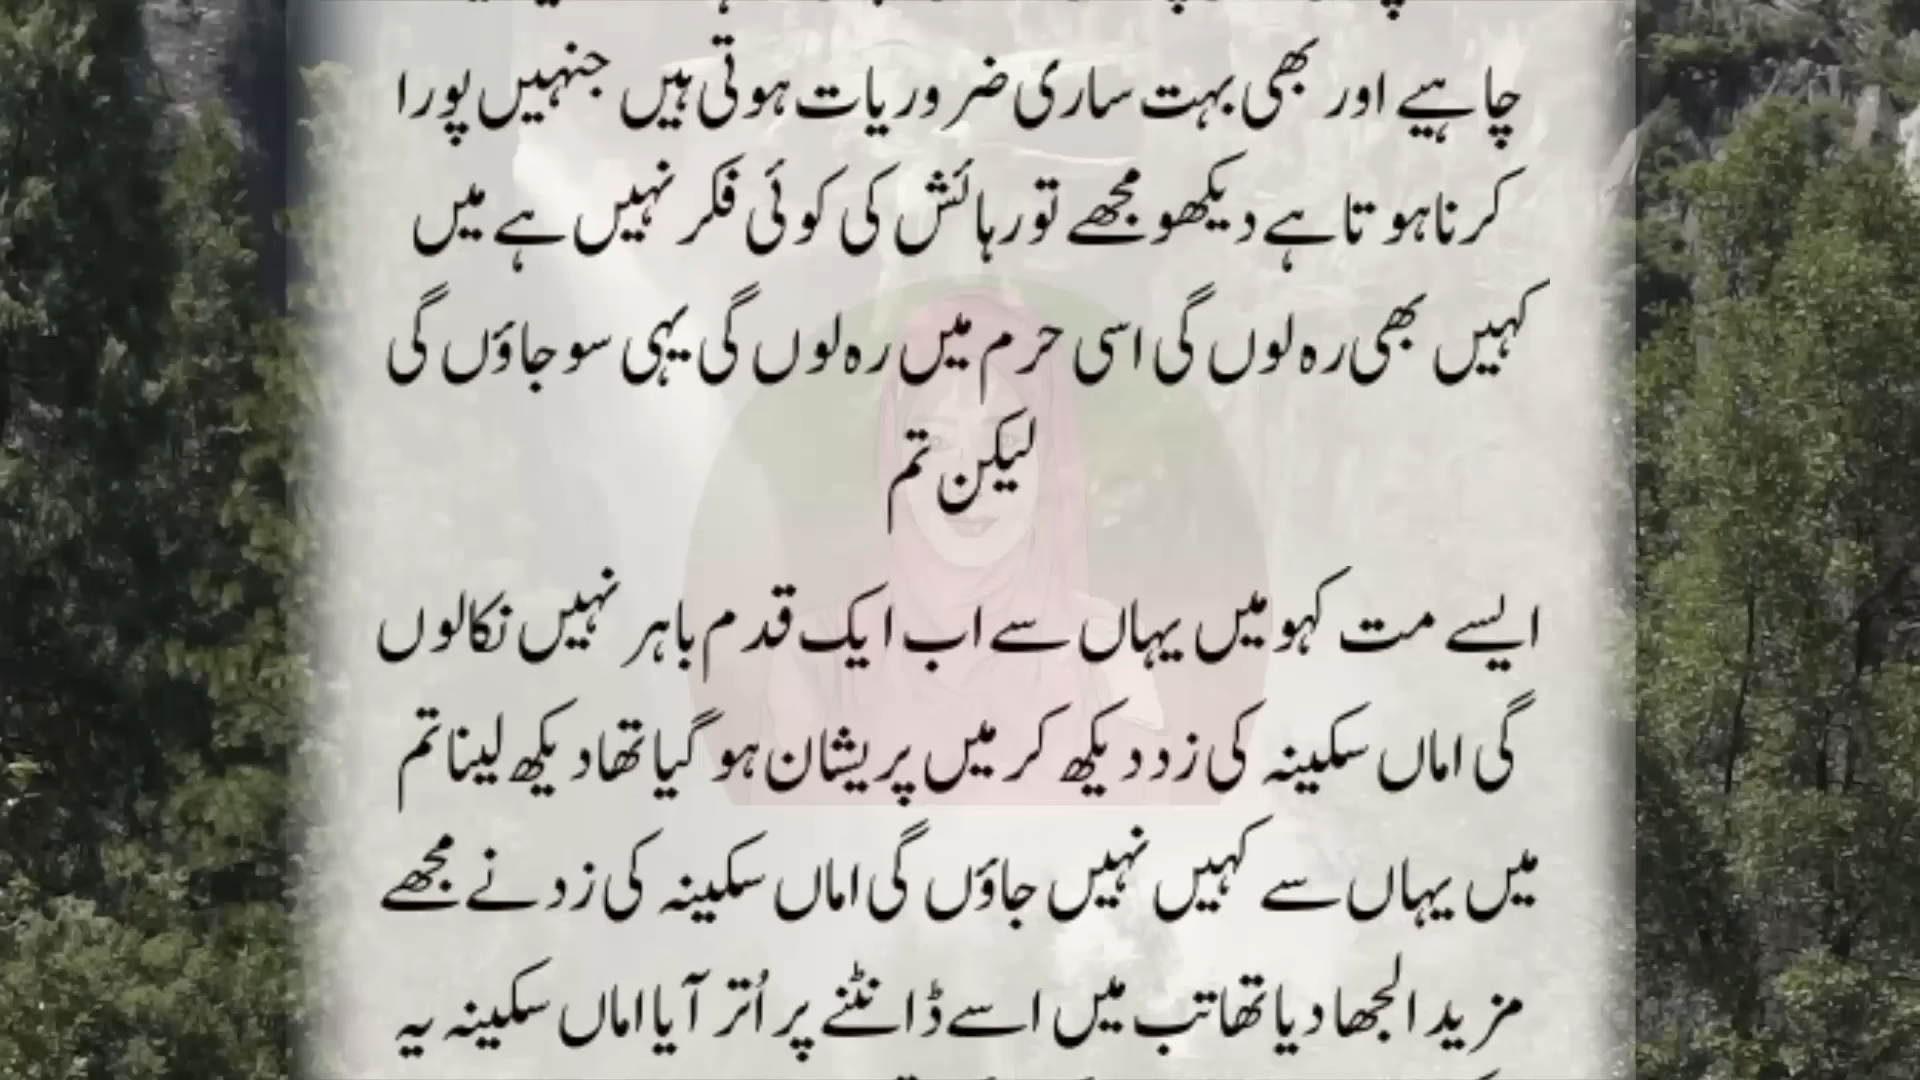 چاہیے اور بھی بہت ساری ضروریات ہوتی ہیں جنہیں پورا
کرنا ہوتا ہے دیکھو مجھے تو رہائش کی کوئی فکر نہیں ہے میں
کہیں بھی رہ لوں گی اسی حرم میں رہ لوں گی یہی سو جاؤں گی
لیکن تم
ایسے مت کہو میں یہاں سے اب ایک قدم باہر نہیں نکالوں
گی اماں سکینہ کی زد دیکھ کر میں پریشان ہو گیا تھا دیکھ لینا تم
میں یہاں سے کہیں نہیں جاؤں گی اماں سکینہ کی زد نے مجھے
مزید الجھا دیا تھا تب میں اسے ڈانٹنے پر اُتر آیا اماں سکینہ یہ